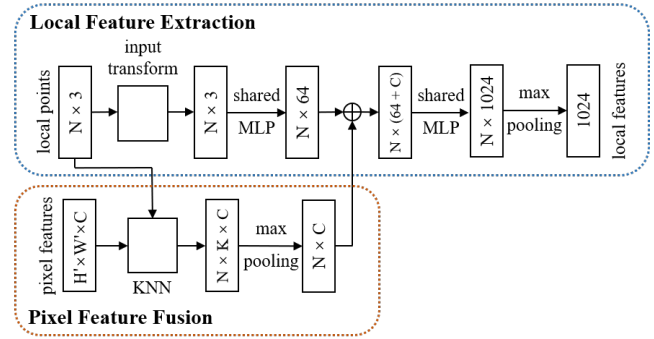 Local Feature Extraction
local points
N × 3
input
transform
N × 3
shared
MLP
N × 64
N × (64 + C)
shared
MLP
N × 1024
max
pooling
1024
local features
pixel features
H'×W'×C
KNN
N × K × C
max
pooling
N × C
Pixel Feature Fusion